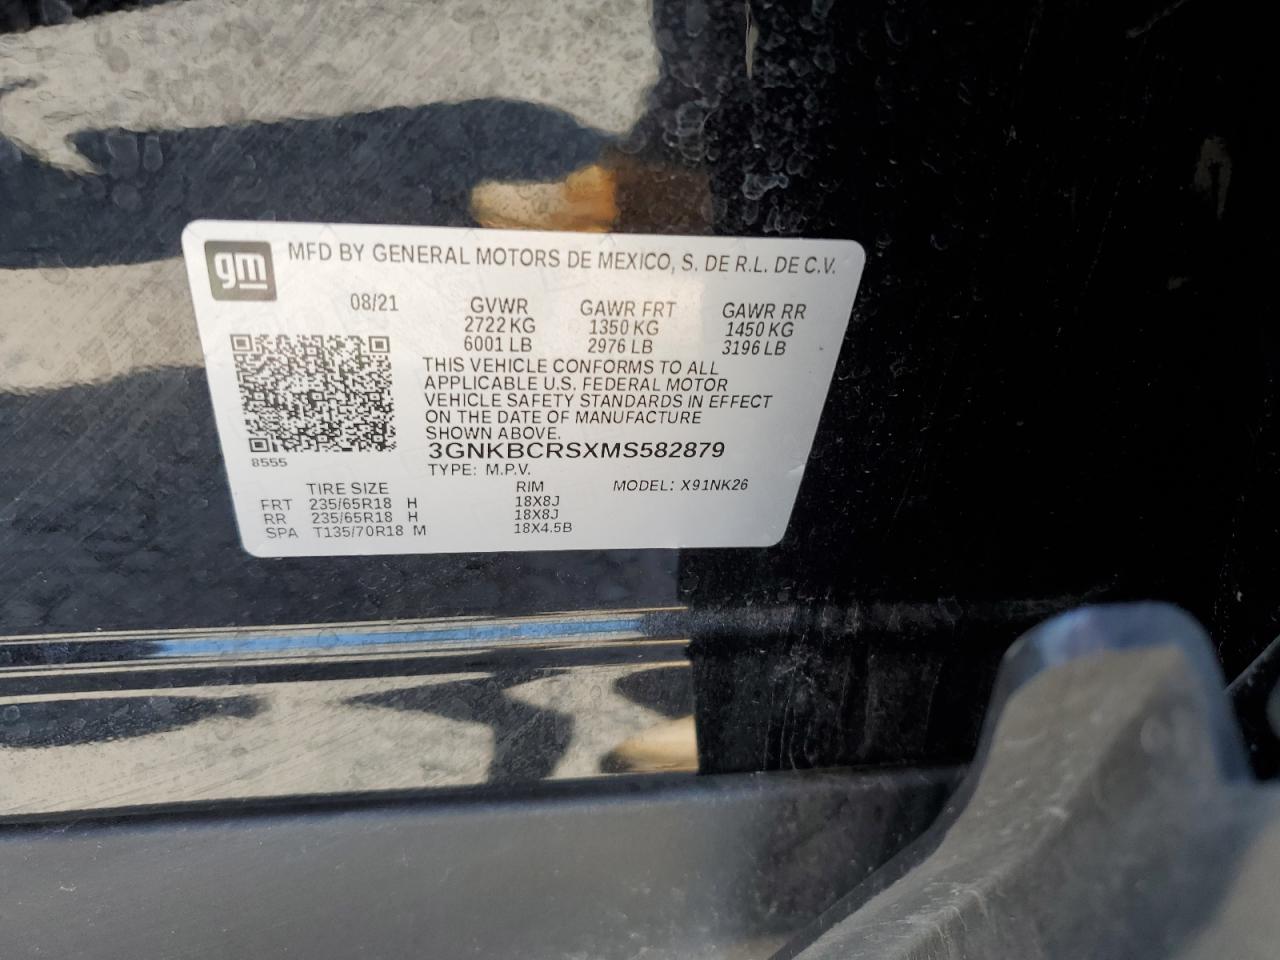 gm MFD BY GENERAL MOTORS DE MEXICO, S. DE R.L. DE C.V.
08/21 GVWR GAWR FRT GAWR RR
2722 KG 1350 KG 1450 KG
6001 LB 2976 LB 3196 LB
THIS VEHICLE CONFORMS TO ALL
APPLICABLE U.S. FEDERAL MOTOR
VEHICLE SAFETY STANDARDS IN EFFECT
ON THE DATE OF MANUFACTURE
SHOWN ABOVE.
3GNKBCRSXMS582879
8555
TYPE: M.P.V.
TIRE SIZE RIM MODEL: X91NK26
FRT 235/65R18 H 18X8J
RR 235/65R18 H 18X8J
SPA T135/70R18 M 18X4.5B